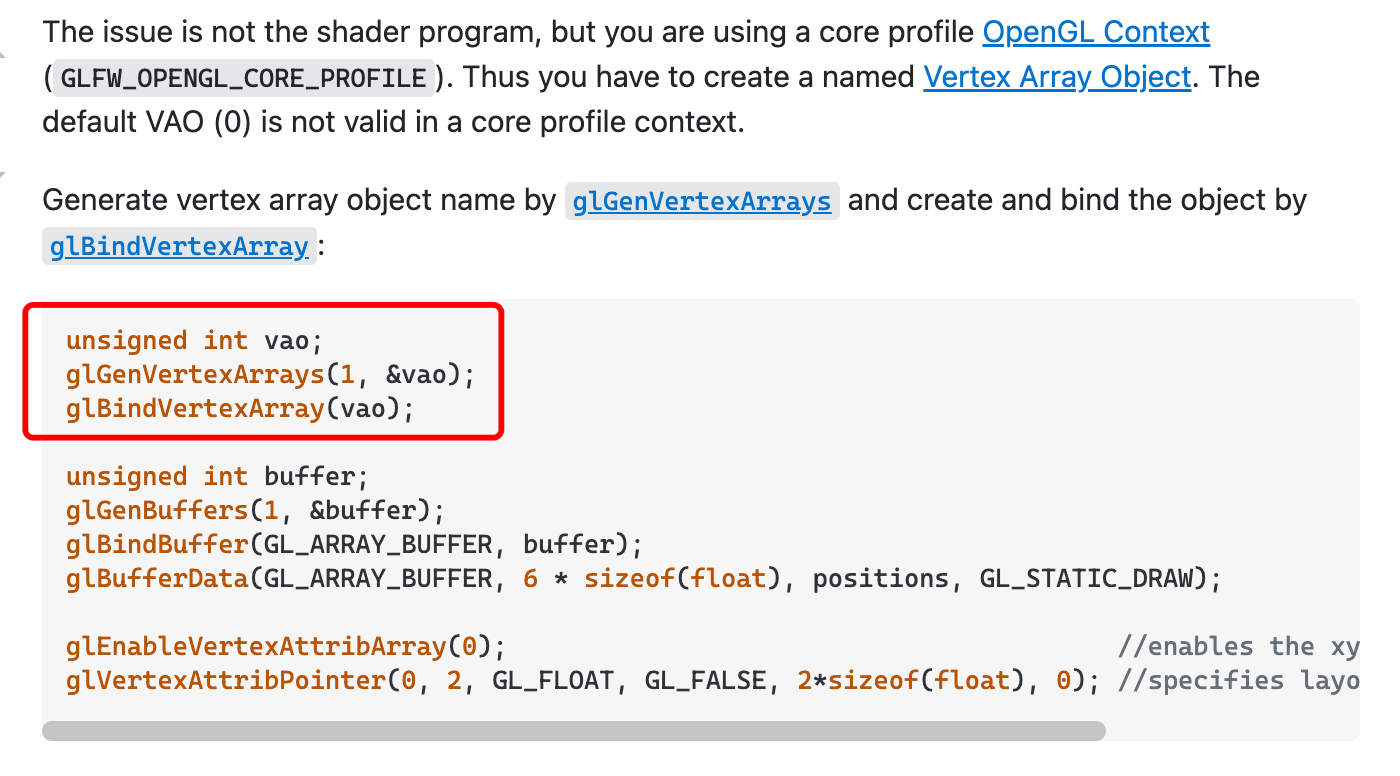 The issue is not the shader program, but you are using a core profile OpenGL Context
(GLFW_OPENGL_CORE_PROFILE). Thus you have to create a named Vertex Array Object. The
default VAO (0) is not valid in a core profile context.
Generate vertex array object name by glGenVertexArrays and create and bind the object by
glBindVertexArray:
unsigned int vao;
glGenVertexArrays(1, &vao);
glBindVertexArray(vao);
unsigned int buffer;
glGenBuffers(1, &buffer);
glBindBuffer(GL_ARRAY_BUFFER, buffer);
glBufferData(GL_ARRAY_BUFFER, 6 * sizeof(float), positions, GL_STATIC_DRAW);
glEnableVertexAttribArray(0); //enables the xy
glVertexAttribPointer(0, 2, GL_FLOAT, GL_FALSE, 2*sizeof(float), 0); //specifies layo